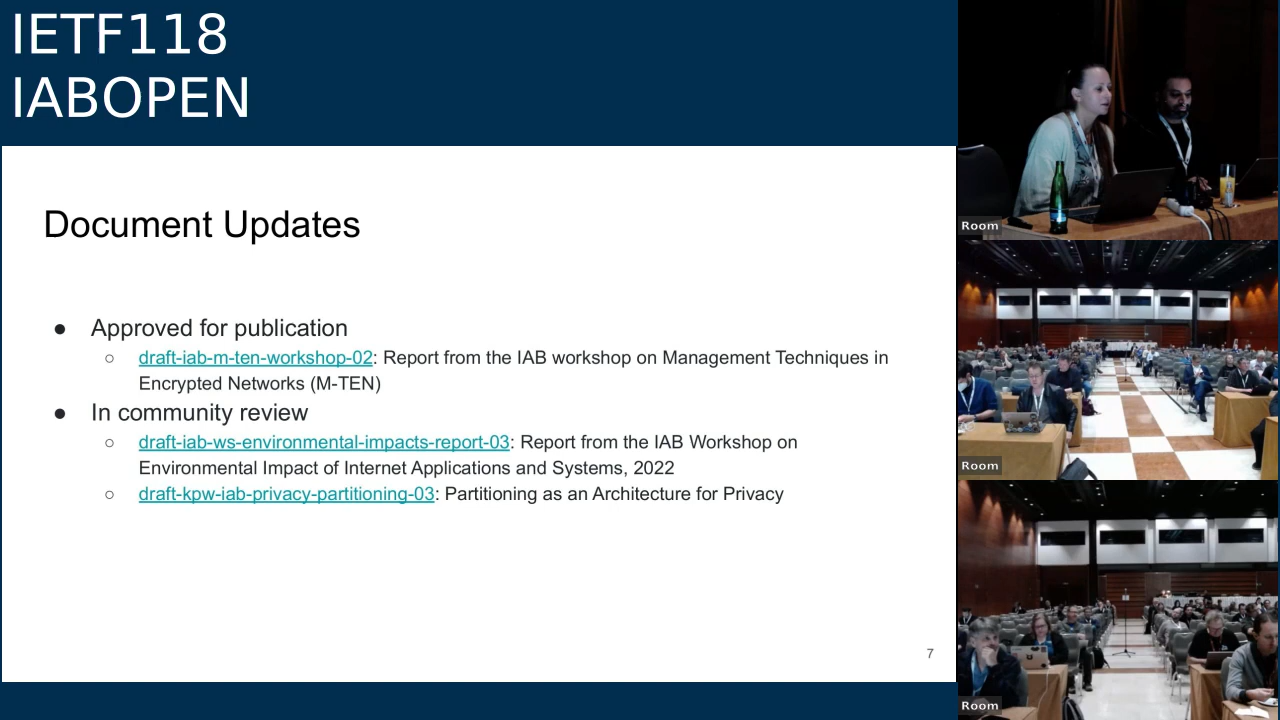 IETF118
IABOPEN
Document Updates
● Approved for publication
○ draft-iab-m-ten-workshop-02: Report from the IAB workshop on Management Techniques in
Encrypted Networks (M-TEN)
● In community review
○ draft-iab-ws-environmental-impacts-report-03: Report from the IAB Workshop on
Environmental Impact of Internet Applications and Systems, 2022
○ draft-kpw-iab-privacy-partitioning-03: Partitioning as an Architecture for Privacy
7
Room
Room
Room